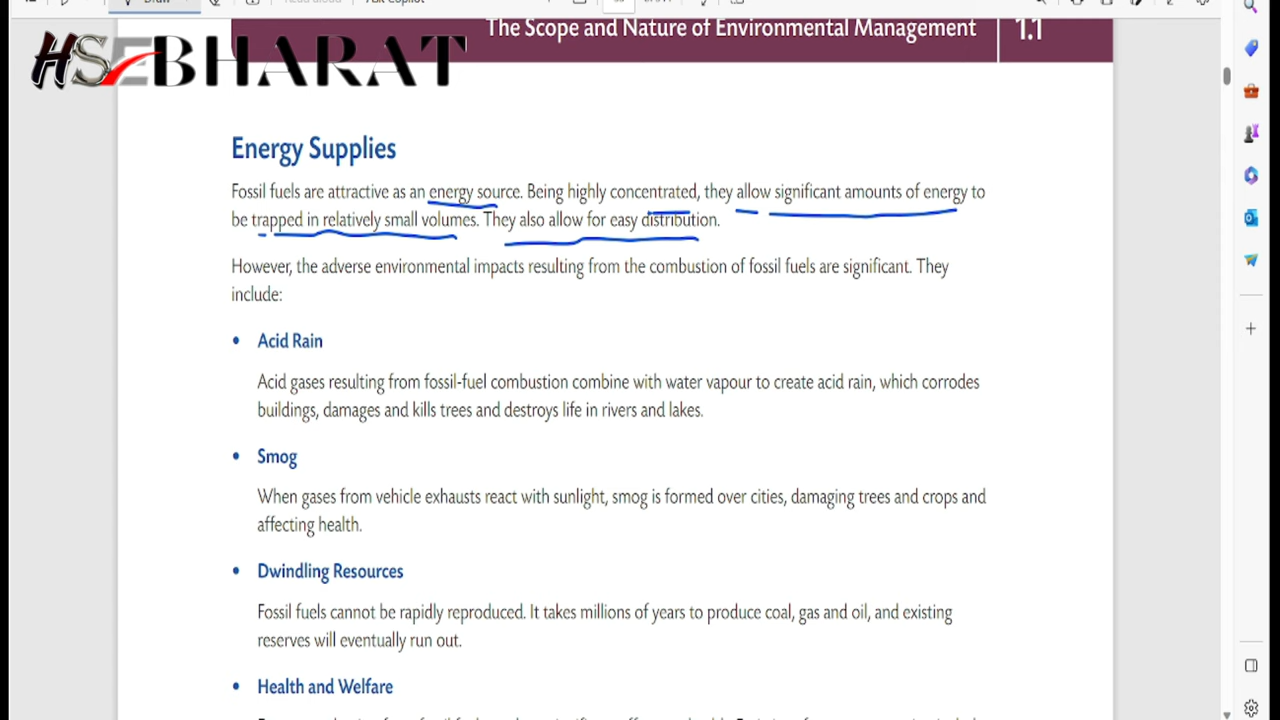 The Scope and Nature of Environmental Management 1.1
HSEBHARAT
Energy Supplies
Fossil fuels are attractive as an energy source. Being highly concentrated, they allow significant amounts of energy to
be trapped in relatively small volumes. They also allow for easy distribution.
However, the adverse environmental impacts resulting from the combustion of fossil fuels are significant. They
include:
• Acid Rain
Acid gases resulting from fossil-fuel combustion combine with water vapour to create acid rain, which corrodes
buildings, damages and kills trees and destroys life in rivers and lakes.
• Smog
When gases from vehicle exhausts react with sunlight, smog is formed over cities, damaging trees and crops and
affecting health.
• Dwindling Resources
Fossil fuels cannot be rapidly reproduced. It takes millions of years to produce coal, gas and oil, and existing
reserves will eventually run out.
• Health and Welfare